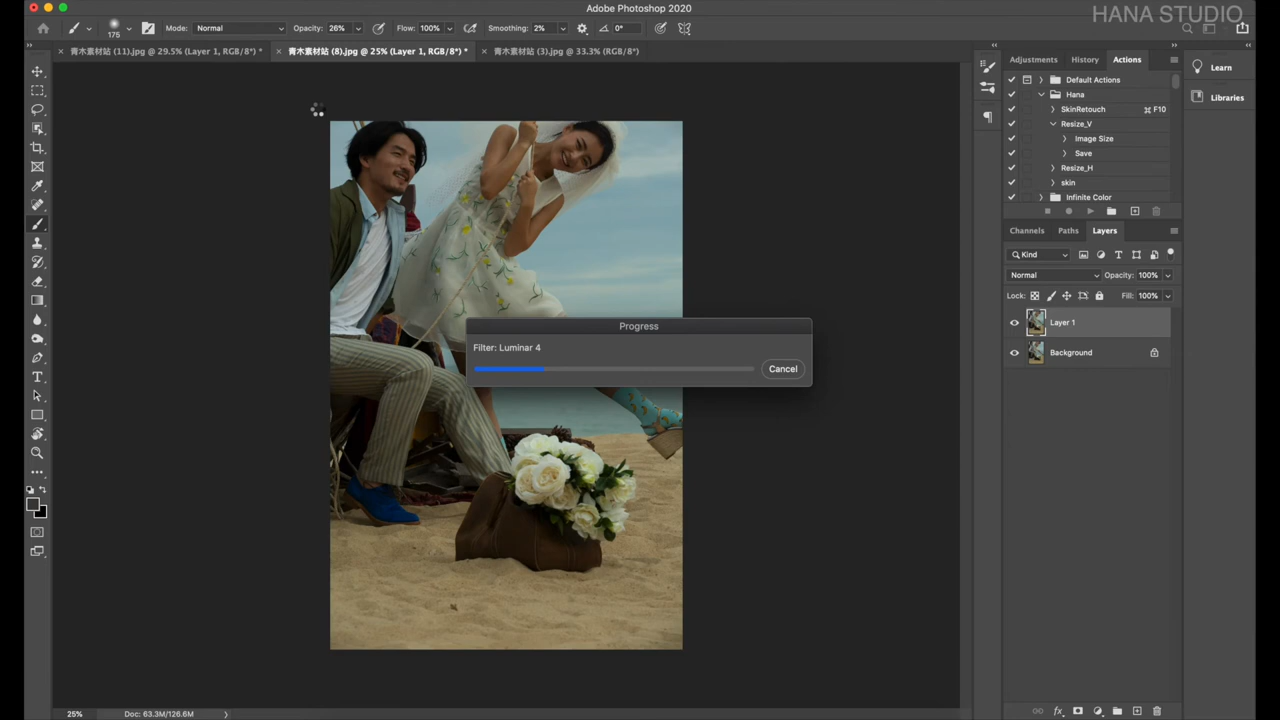 Adobe Photoshop 2020
HANA STUDIO
175
Mode: Normal
Opacity: 26%
Flow: 100%
Smoothing: 2%
0°
青木素材站 (11).jpg @ 29.5% (Layer 1, RGB/8*) *
青木素材站 (8).jpg @ 25% (Layer 1, RGB/8*) *
青木素材站 (3).jpg @ 33.3% (RGB/8*)
Adjustments
History
Actions
Learn
Libraries
Default Actions
Hana
SkinRetouch
⌘ F10
Resize_V
Image Size
Save
Resize_H
skin
Infinite Color
Channels
Paths
Layers
Kind
Normal
Opacity: 100%
Lock:
Fill: 100%
Layer 1
Background
Progress
Filter: Luminar 4
Cancel
25%
Doc: 63.3M/126.6M